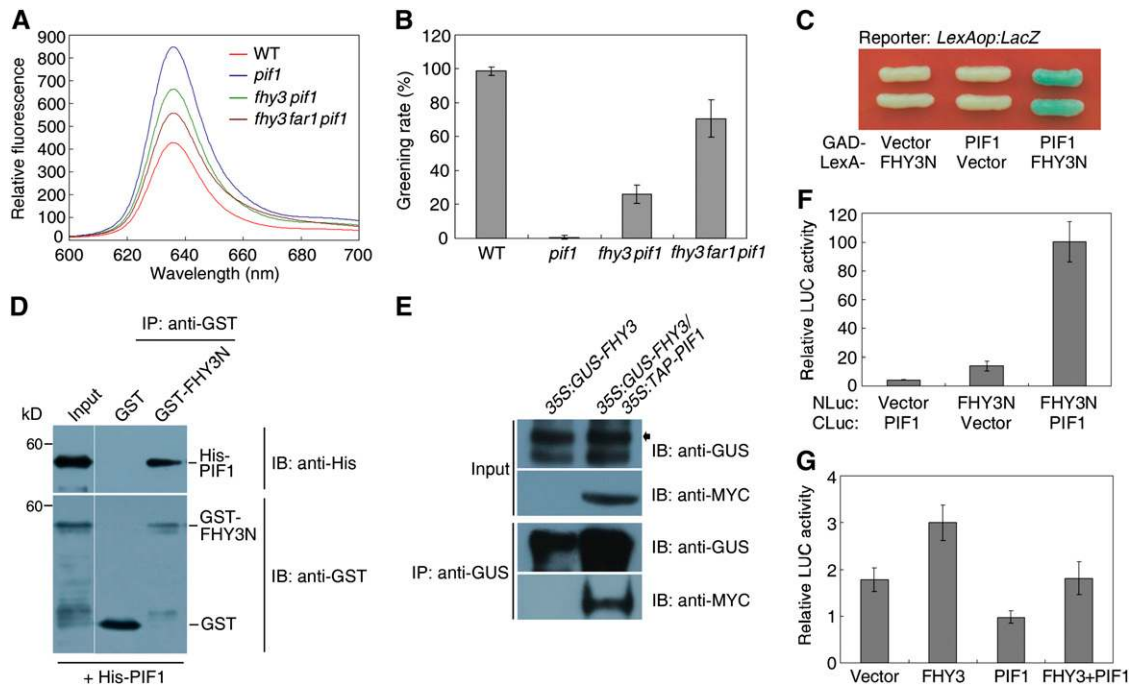 A
Relative fluorescence
900
800
700
600
500
400
300
200
100
0
600 620 640 660 680 700
Wavelength (nm)
WT
pif1
fhy3 pif1
fhy3 far1 pif1
B
Greening rate (%)
120
100
80
60
40
20
0
WT pif1 fhy3 pif1 fhy3 far1 pif1
C
Reporter: LexAop:LacZ
GAD- Vector PIF1 PIF1
LexA- FHY3N Vector FHY3N
D
IP: anti-GST
Input GST GST-FHY3N
kD
60
His-
PIF1
IB: anti-His
60
GST-
FHY3N
IB: anti-GST
GST
+ His-PIF1
E
35S:GUS-FHY3
35S:GUS-FHY3/
35S:TAP-PIF1
Input
IB: anti-GUS
IB: anti-MYC
IP: anti-GUS
IB: anti-GUS
IB: anti-MYC
F
Relative LUC activity
120
100
80
60
40
20
0
NLuc: Vector FHY3N FHY3N
CLuc: PIF1 Vector PIF1
G
Relative LUC activity
4
3
2
1
0
Vector FHY3 PIF1 FHY3+PIF1